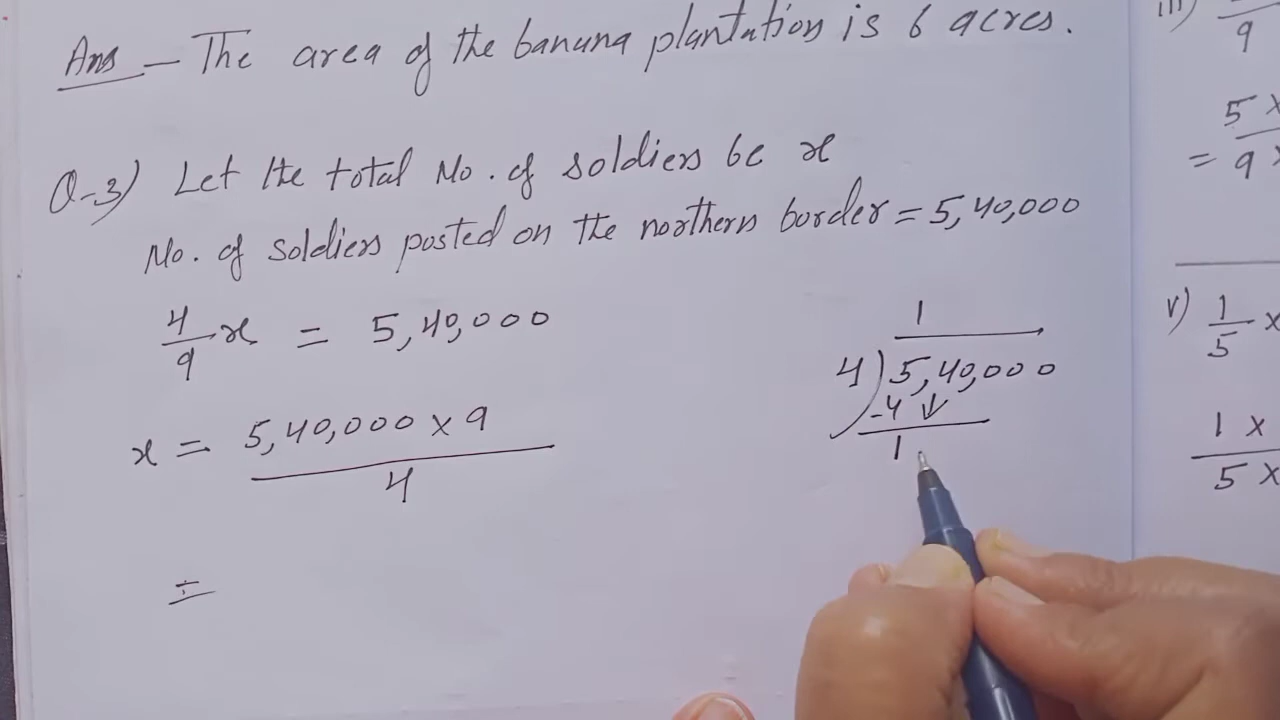 Ans - The area of the banana plantation is 6 acres.
Q-3) Let the total No. of soldiers be x
No. of soldiers posted on the northern border = 5,40,000
4/9 x = 5,40,000
x = 5,40,000 x 9
4
=
1
4) 5,40,000
-4 ↓
1
iii)
9
5 x
= 9 x
v) 1/5 x
1 x
5 x